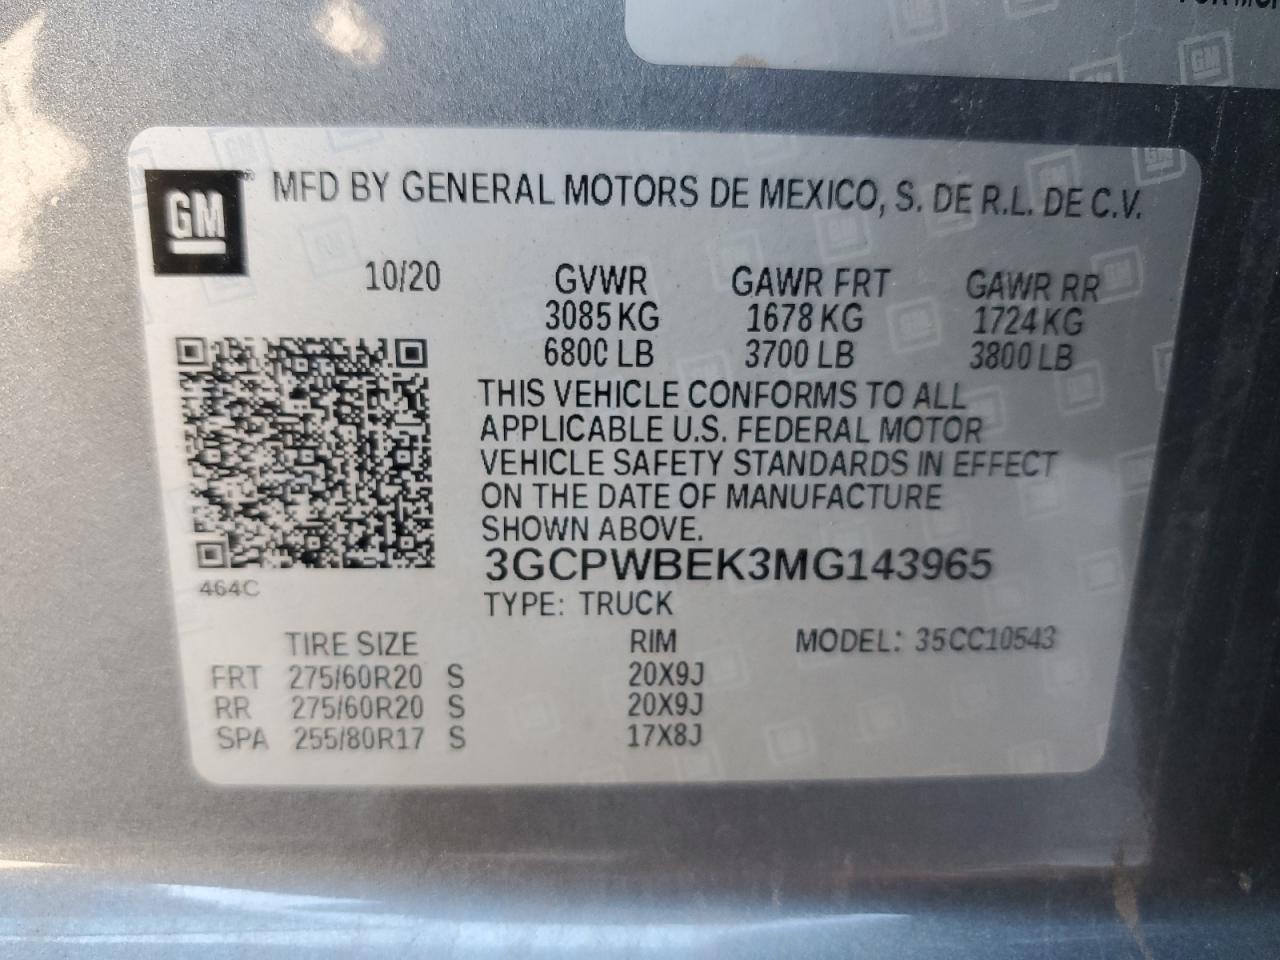 GM MFD BY GENERAL MOTORS DE MEXICO, S. DE R.L. DE C.V.
10/20 GVWR GAWR FRT GAWR RR
3085 KG 1678 KG 1724 KG
6800 LB 3700 LB 3800 LB
THIS VEHICLE CONFORMS TO ALL
APPLICABLE U.S. FEDERAL MOTOR
VEHICLE SAFETY STANDARDS IN EFFECT
ON THE DATE OF MANUFACTURE
SHOWN ABOVE.
3GCPWBEK3MG143965
464C
TYPE: TRUCK
TIRE SIZE RIM MODEL: 35CC10543
FRT 275/60R20 S 20X9J
RR 275/60R20 S 20X9J
SPA 255/80R17 S 17X8J